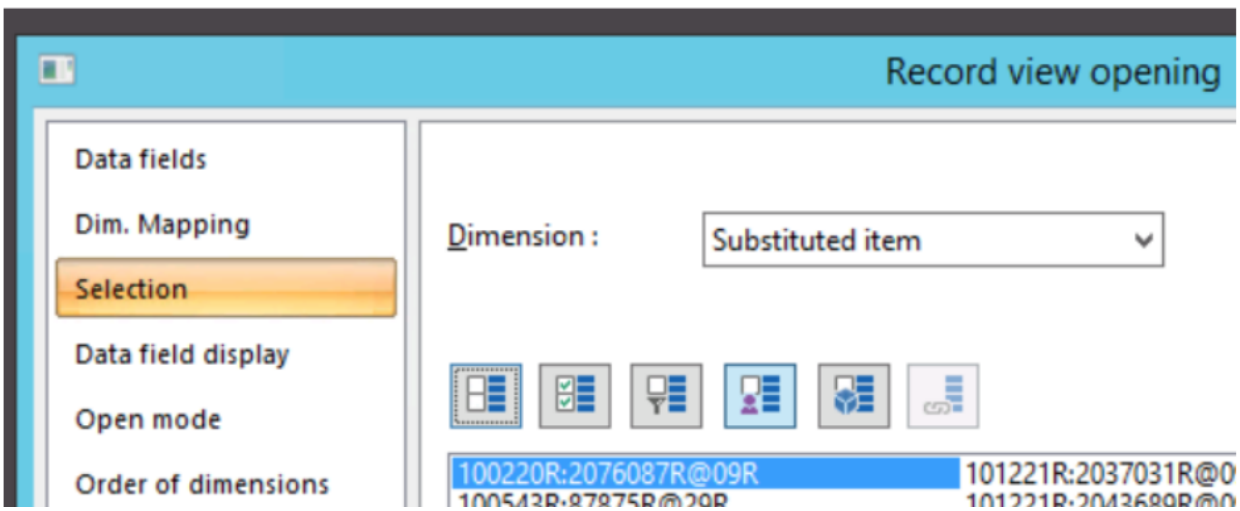 Record view opening
Data fields
Dim. Mapping
Selection
Data field display
Open mode
Order of dimensions
Dimension :
Substituted item
100220R:2076087R@09R
101221R:2037031R@0
100543R:87875R@29R
101221R:2043689R@0